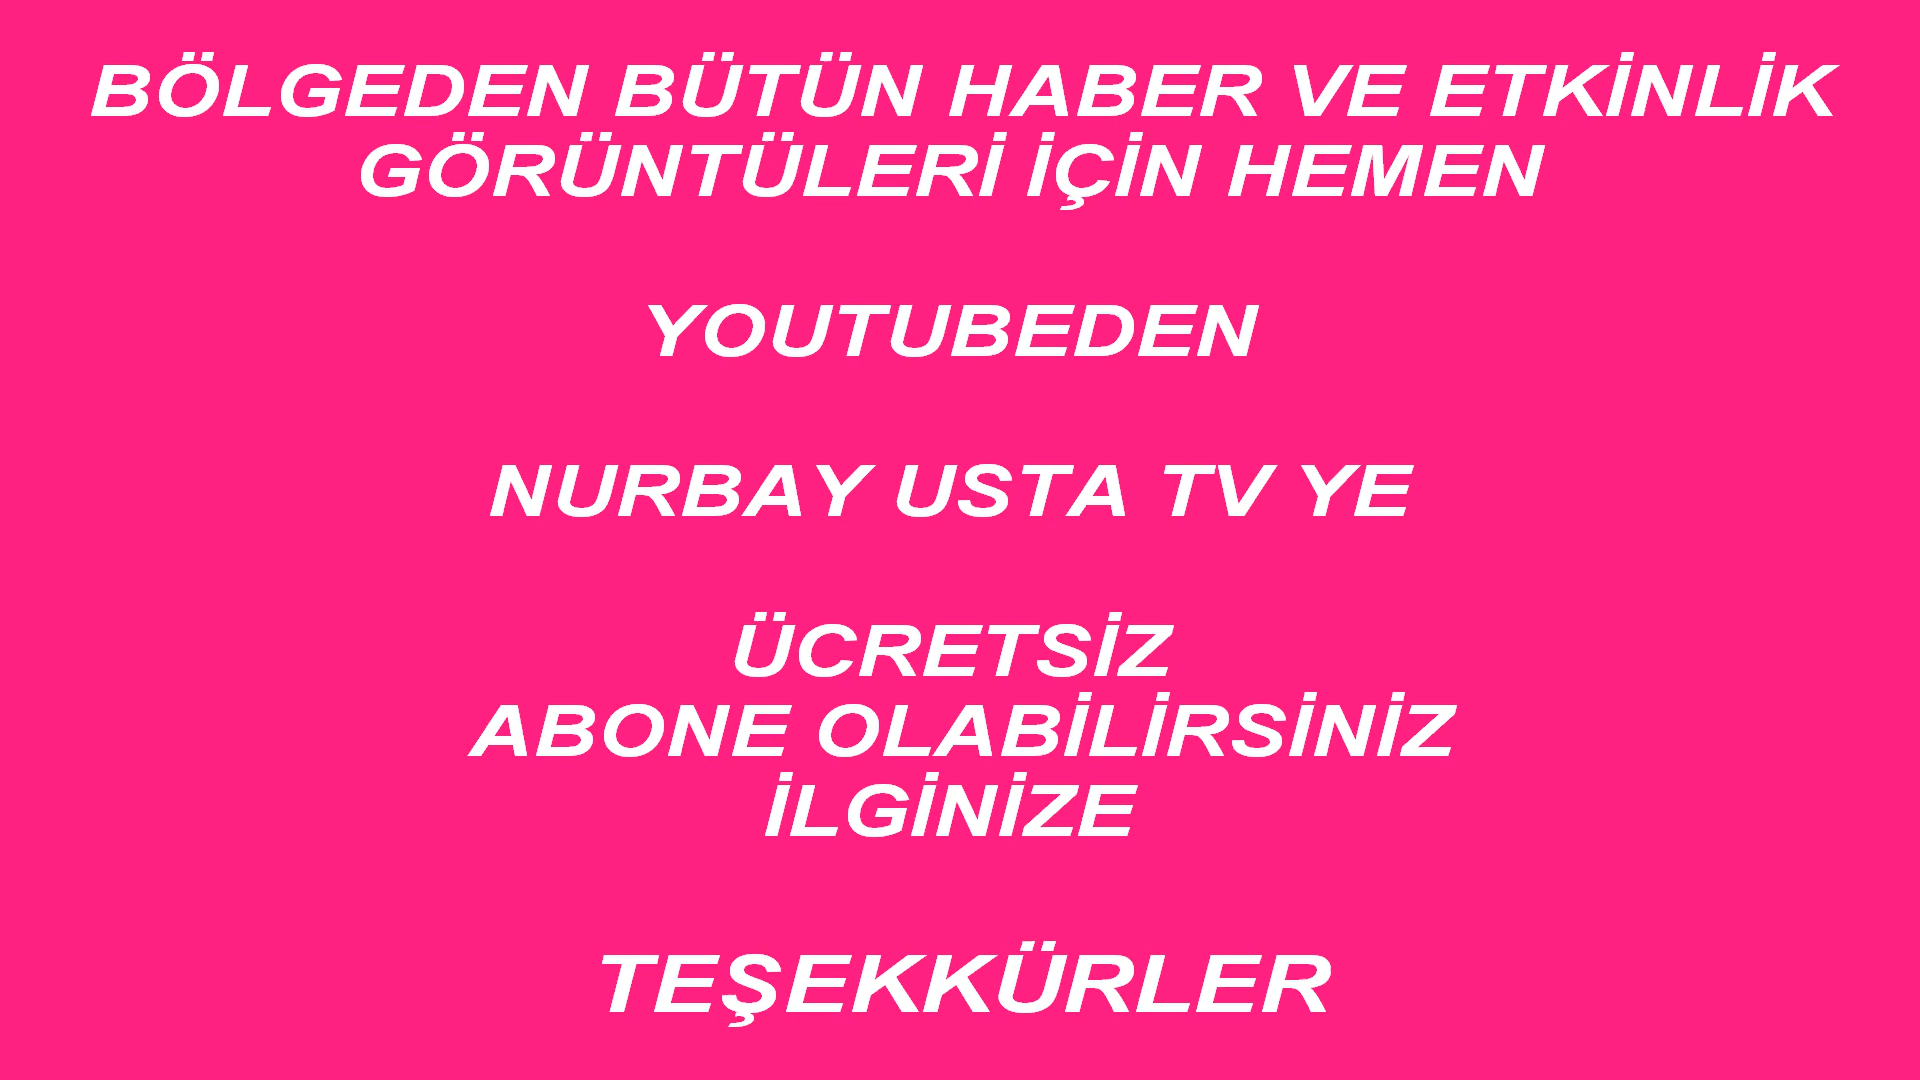 BÖLGEDEN BÜTÜN HABER VE ETKİNLİK
GÖRÜNTÜLERİ İÇİN HEMEN
YOUTUBEDEN
NURBAY USTA TV YE
ÜCRETSİZ
ABONE OLABİLİRSİNİZ
İLGİNİZE
TEŞEKKÜRLER